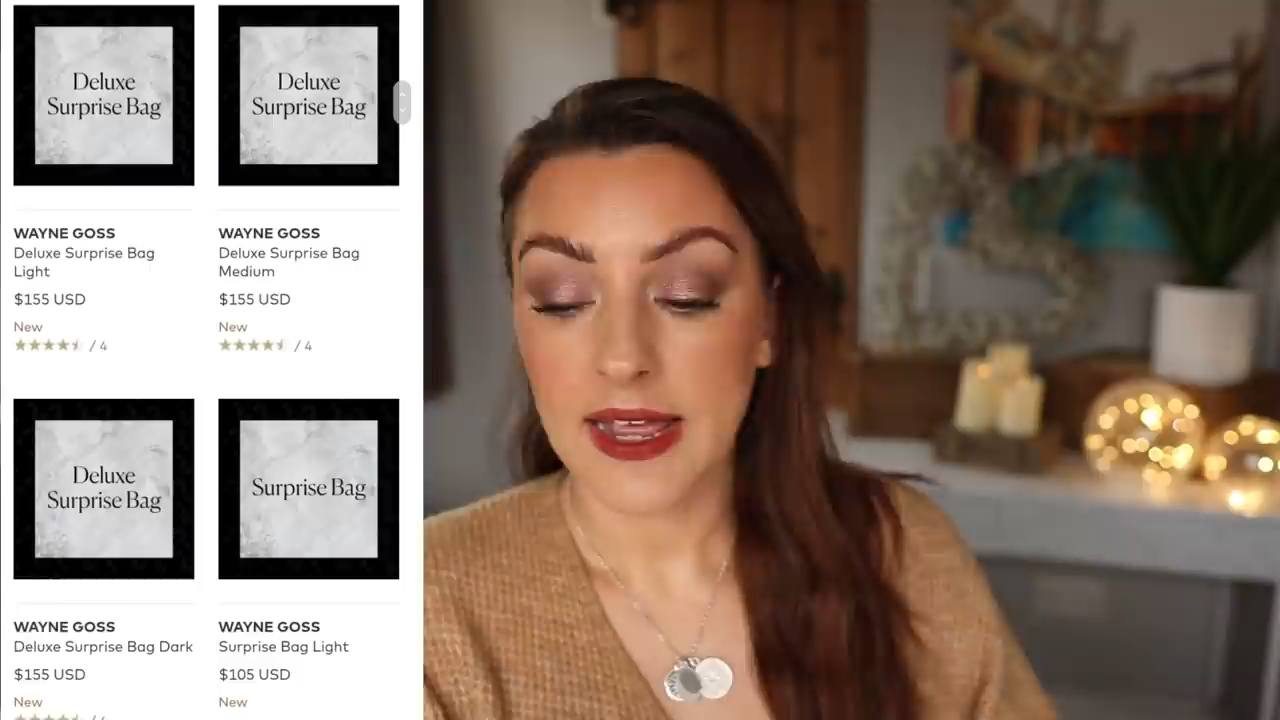 Deluxe
Surprise Bag
Deluxe
Surprise Bag
WAYNE GOSS
Deluxe Surprise Bag
Light
$155 USD
New
/ 4
WAYNE GOSS
Deluxe Surprise Bag
Medium
$155 USD
New
/ 4
Deluxe
Surprise Bag
Surprise Bag
WAYNE GOSS
Deluxe Surprise Bag Dark
$155 USD
New
WAYNE GOSS
Surprise Bag Light
$105 USD
New